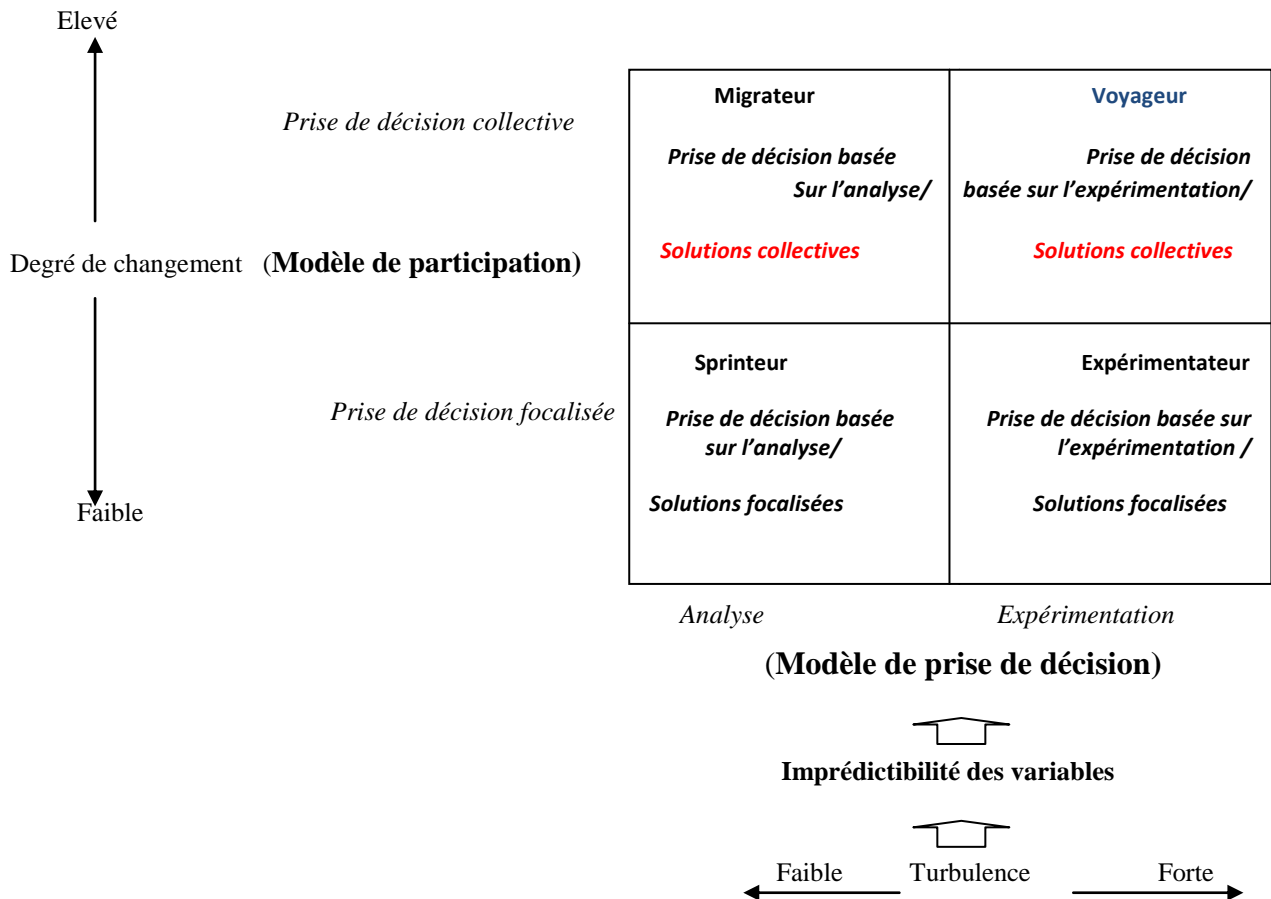 Elevé
Migrateur
Voyageur
Prise de décision collective
Prise de décision basée
Sur l’analyse/
Prise de décision
basée sur l’expérimentation/
Degré de changement (Modèle de participation)
Solutions collectives
Solutions collectives
Sprinteur
Expérimentateur
Prise de décision focalisée
Prise de décision basée
sur l’analyse/
Prise de décision basée sur
l’expérimentation /
Faible
Solutions focalisées
Solutions focalisées
Analyse
Expérimentation
(Modèle de prise de décision)
Imprédictibilité des variables
Faible
Turbulence
Forte